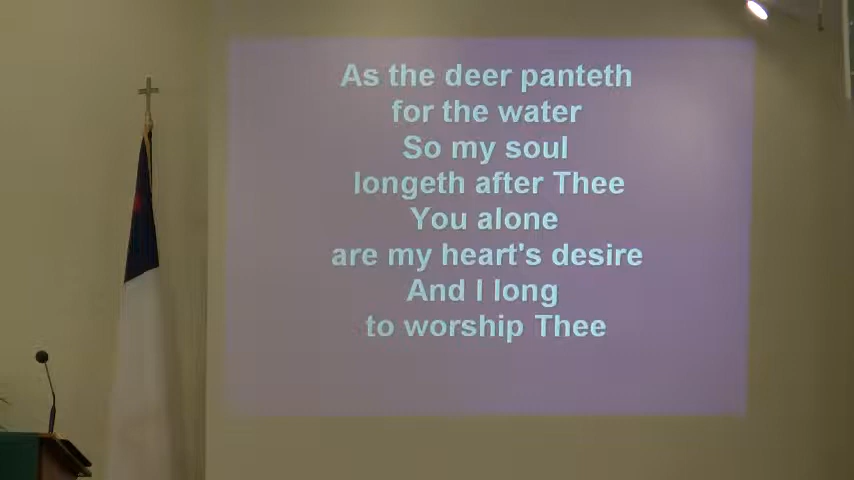 As the deer panteth
for the water
So my soul
longeth after Thee
You alone
are my heart's desire
And I long
to worship Thee